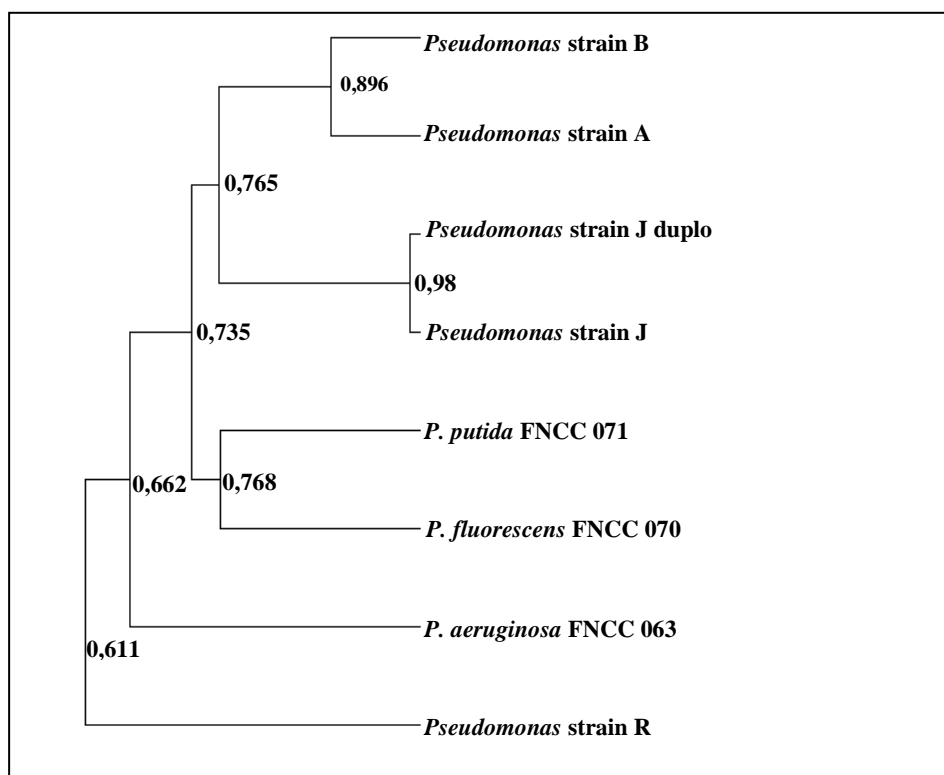 Pseudomonas strain B
0,896
Pseudomonas strain A
0,765
Pseudomonas strain J duplo
0,98
Pseudomonas strain J
0,735
P. putida FNCC 071
0,662
0,768
P. fluorescens FNCC 070
P. aeruginosa FNCC 063
0,611
Pseudomonas strain R